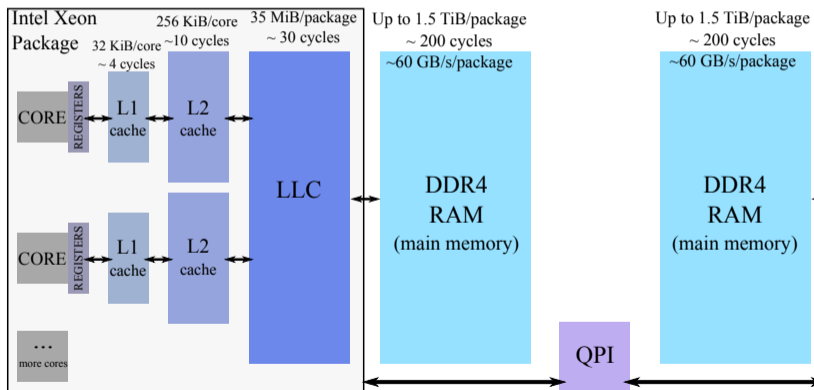 Intel Xeon
Package
32 KiB/core
~ 4 cycles
256 KiB/core
~10 cycles
35 MiB/package
~ 30 cycles
Up to 1.5 TiB/package
~ 200 cycles
~60 GB/s/package
Up to 1.5 TiB/package
~ 200 cycles
~60 GB/s/package
CORE
REGISTERS
L1
cache
L2
cache
LLC
DDR4
RAM
(main memory)
DDR4
RAM
(main memory)
CORE
REGISTERS
L1
cache
L2
cache
...
more cores
QPI